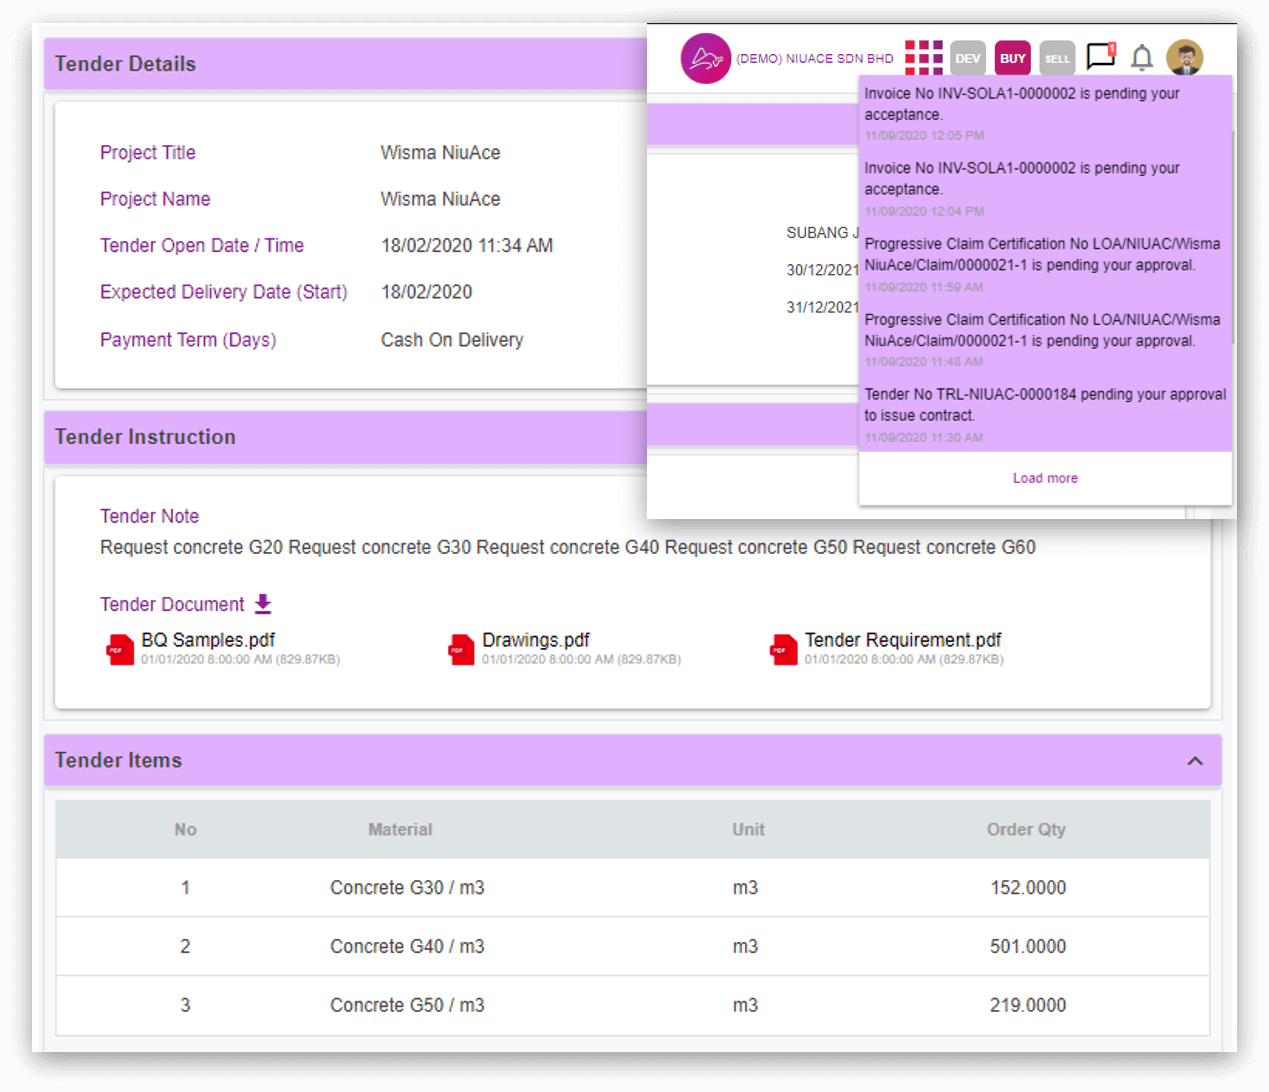 Tender Details
Project Title Wisma NiuAce
Project Name Wisma NiuAce
Tender Open Date / Time 18/02/2020 11:34 AM
Expected Delivery Date (Start) 18/02/2020
Payment Term (Days) Cash On Delivery
(DEMO) NIUACE SDN BHD DEV BUY SELL 1
SUBANG J
30/12/2021
31/12/2021
Invoice No INV-SOLA1-0000002 is pending your
acceptance.
11/09/2020 12:05 PM
Invoice No INV-SOLA1-0000002 is pending your
acceptance.
11/09/2020 12:04 PM
Progressive Claim Certification No LOA/NIUAC/Wisma
NiuAce/Claim/0000021-1 is pending your approval.
11/09/2020 11:59 AM
Progressive Claim Certification No LOA/NIUAC/Wisma
NiuAce/Claim/0000021-1 is pending your approval.
11/09/2020 11:48 AM
Tender No TRL-NIUAC-0000184 pending your approval
to issue contract.
11/09/2020 11:30 AM
Load more
Tender Instruction
Tender Note
Request concrete G20 Request concrete G30 Request concrete G40 Request concrete G50 Request concrete G60
Tender Document
PDF BQ Samples.pdf PDF Drawings.pdf PDF Tender Requirement.pdf
01/01/2020 8:00:00 AM (829.87KB) 01/01/2020 8:00:00 AM (829.87KB) 01/01/2020 8:00:00 AM (829.87KB)
Tender Items
No Material Unit Order Qty
1 Concrete G30 / m3 m3 152.0000
2 Concrete G40 / m3 m3 501.0000
3 Concrete G50 / m3 m3 219.0000